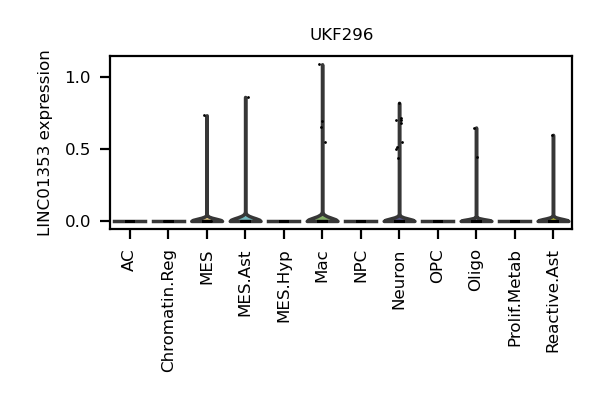 UKF296
LINC01353 expression
1.0
0.5
0.0
AC
Chromatin.Reg
MES
MES.Ast
MES.Hyp
Mac
NPC
Neuron
OPC
Oligo
Prolif.Metab
Reactive.Ast